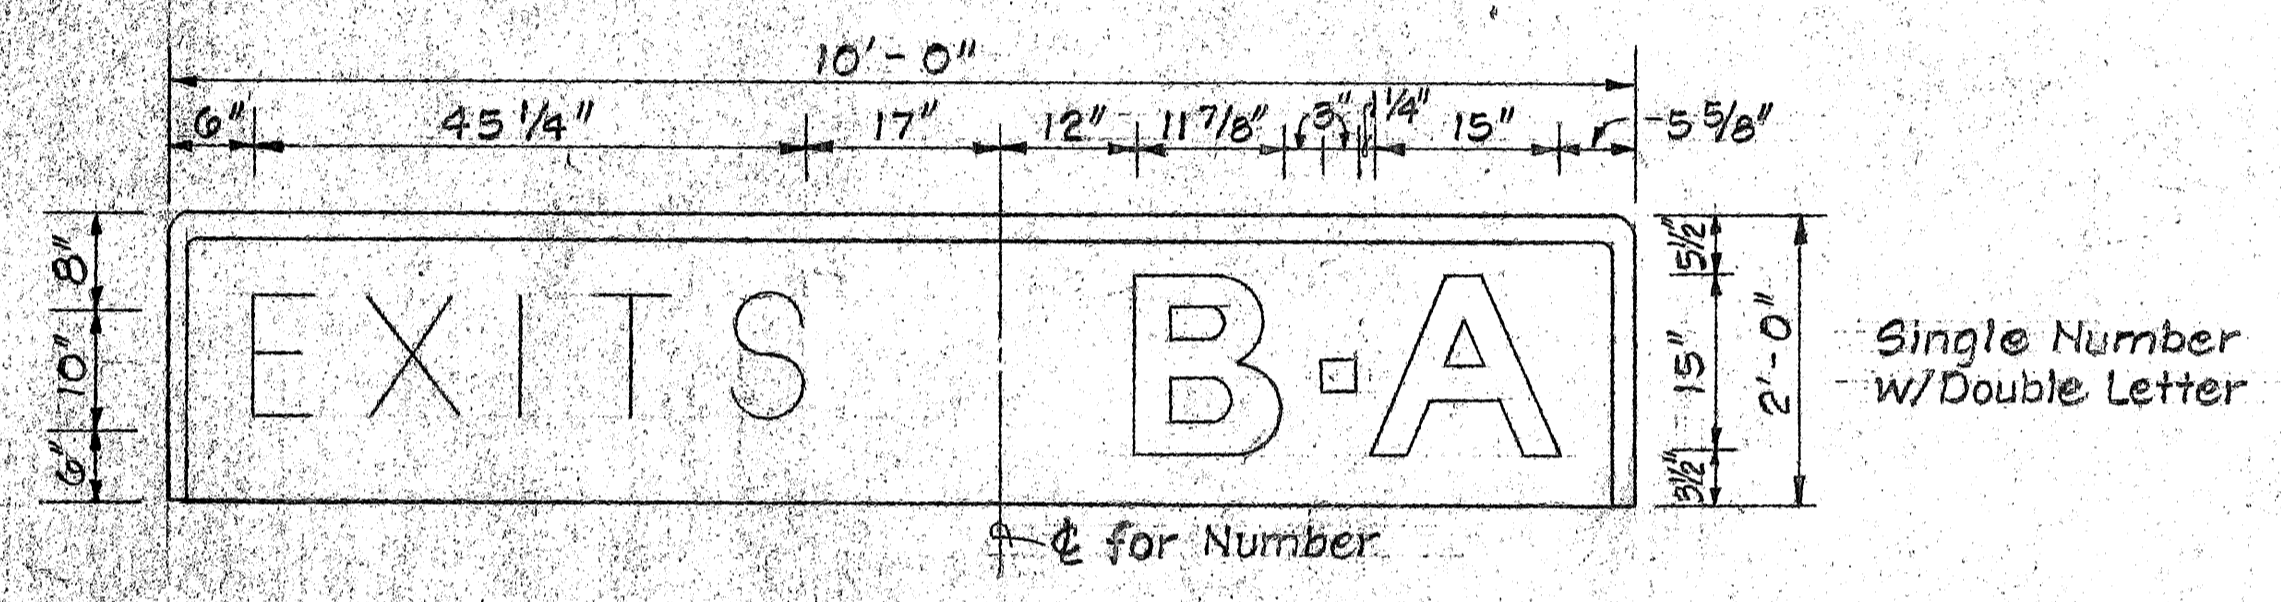 10'- 0"
6" 45 1/4" 17" 12" 11 7/8" 3" 1 1/4" 15" 5 5/8"
8"
10"
6"
EXITS B-A
5 1/2"
15"
3 1/2"
2'-0"
Single Number
w/Double Letter
℄ for Number